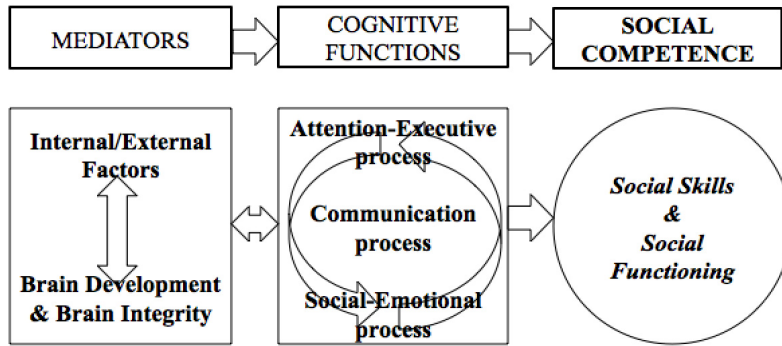 MEDIATORS
COGNITIVE
FUNCTIONS
SOCIAL
COMPETENCE
Internal/External
Factors
Brain Development
& Brain Integrity
Attention-Executive
process
Communication
process
Social-Emotional
process
Social Skills
&
Social
Functioning